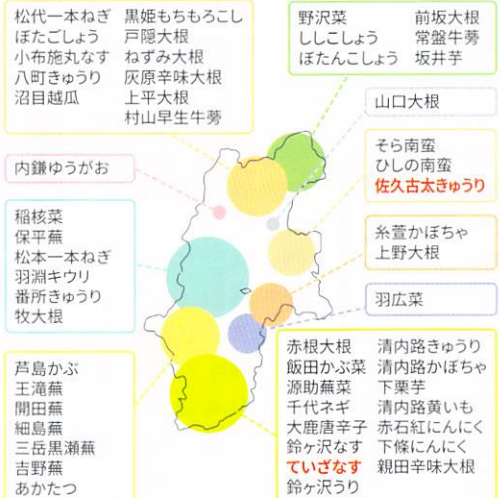 松代一本ねぎ
ぼたごしょう
小布施丸なす
八町きゅうり
沼目越瓜
黒姫もちもろこし
戸隠大根
ねずみ大根
灰原辛味大根
上平大根
村山早生牛蒡
野沢菜
ししこしょう
ぼたんこしょう
前坂大根
常盤牛蒡
坂井芋
山口大根
そら南蛮
ひしの南蛮
佐久古太きゅうり
内鎌ゆうがお
稲核菜
保平蕪
松本一本ねぎ
羽淵キウリ
番所きゅうり
牧大根
糸萱かぼちゃ
上野大根
羽広菜
芦島かぶ
王滝蕪
開田蕪
細島蕪
三岳黒瀬蕪
吉野蕪
あかたつ
赤根大根
飯田かぶ菜
源助蕪菜
千代ネギ
大鹿唐辛子
鈴ヶ沢なす
ていざなす
鈴ヶ沢うり
清内路きゅうり
清内路かぼちゃ
下栗芋
清内路黄いも
赤石紅にんにく
下條にんにく
親田辛味大根